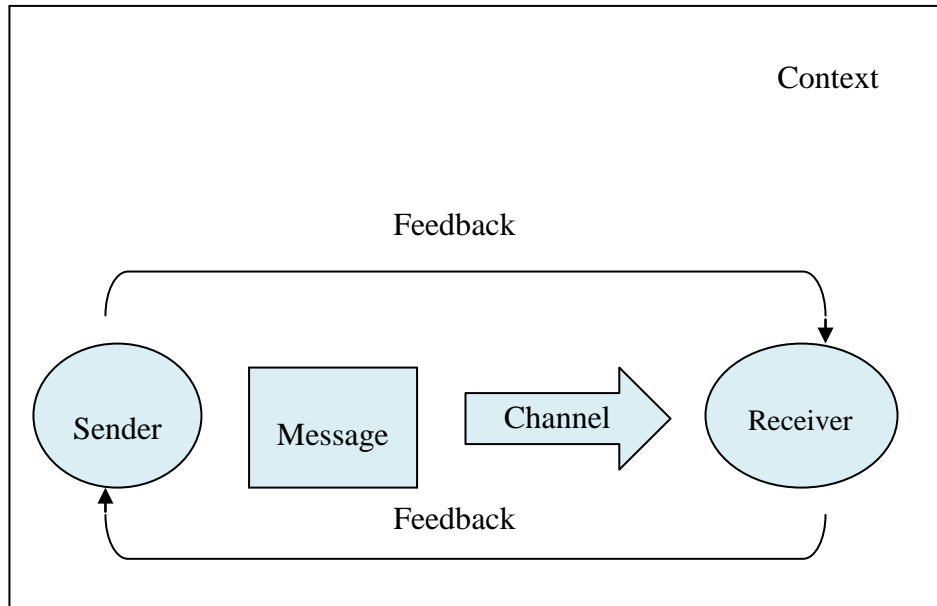 Context
Feedback
Sender
Message
Channel
Receiver
Feedback